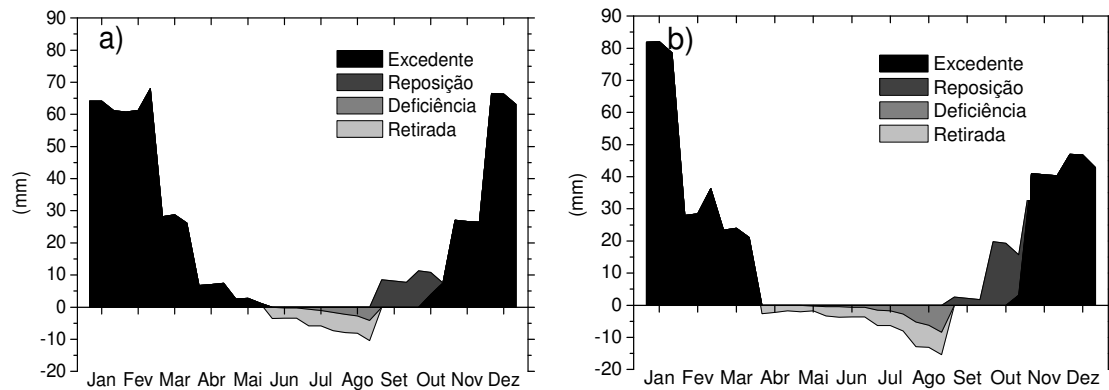 a)
Excedente
Reposição
Deficiência
Retirada
(mm)
90
80
70
60
50
40
30
20
10
0
-10
-20
Jan Fev Mar Abr Mai Jun Jul Ago Set Out Nov Dez
b)
Excedente
Reposição
Deficiência
Retirada
(mm)
90
80
70
60
50
40
30
20
10
0
-10
-20
Jan Fev Mar Abr Mai Jun Jul Ago Set Out Nov Dez